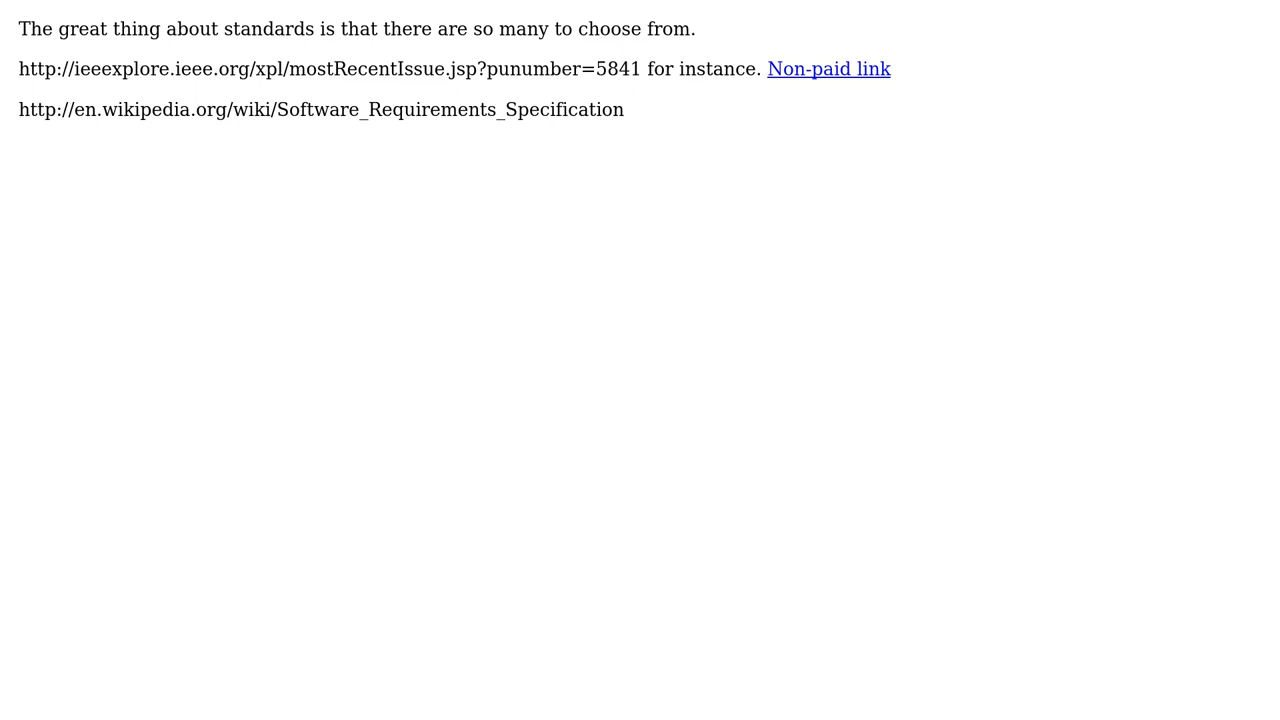 The great thing about standards is that there are so many to choose from.
http://ieeexplore.ieee.org/xpl/mostRecentIssue.jsp?punumber=5841 for instance. Non-paid link
http://en.wikipedia.org/wiki/Software_Requirements_Specification